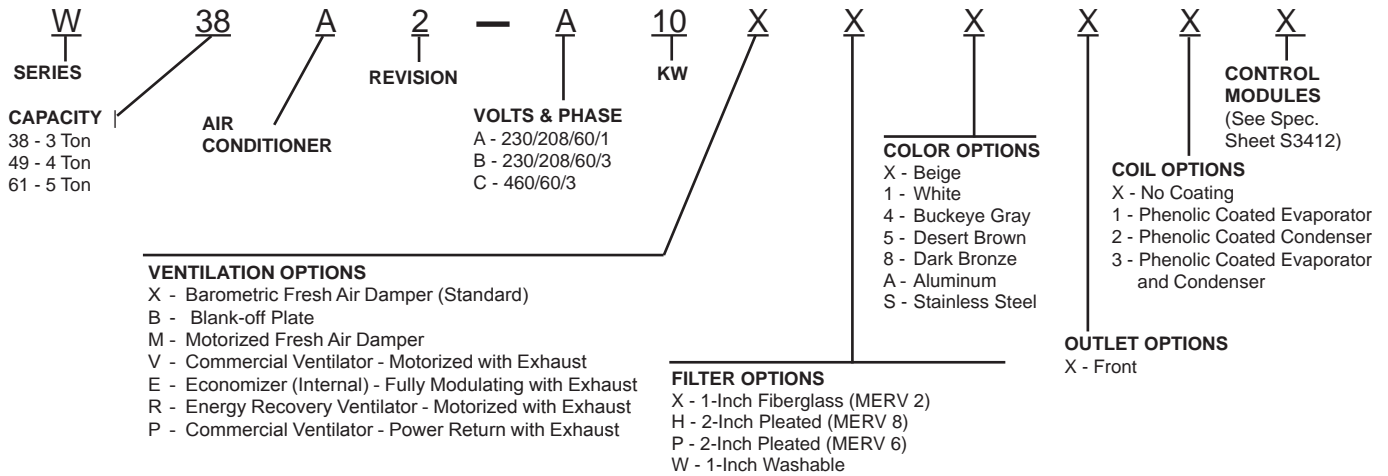 W 38 A 2 – A 10 X X X X X X
SERIES
CAPACITY
38 - 3 Ton
49 - 4 Ton
61 - 5 Ton
AIR
CONDITIONER
REVISION
VOLTS & PHASE
A - 230/208/60/1
B - 230/208/60/3
C - 460/60/3
KW
VENTILATION OPTIONS
X - Barometric Fresh Air Damper (Standard)
B - Blank-off Plate
M - Motorized Fresh Air Damper
V - Commercial Ventilator - Motorized with Exhaust
E - Economizer (Internal) - Fully Modulating with Exhaust
R - Energy Recovery Ventilator - Motorized with Exhaust
P - Commercial Ventilator - Power Return with Exhaust
FILTER OPTIONS
X - 1-Inch Fiberglass (MERV 2)
H - 2-Inch Pleated (MERV 8)
P - 2-Inch Pleated (MERV 6)
W - 1-Inch Washable
COLOR OPTIONS
X - Beige
1 - White
4 - Buckeye Gray
5 - Desert Brown
8 - Dark Bronze
A - Aluminum
S - Stainless Steel
OUTLET OPTIONS
X - Front
COIL OPTIONS
X - No Coating
1 - Phenolic Coated Evaporator
2 - Phenolic Coated Condenser
3 - Phenolic Coated Evaporator
and Condenser
CONTROL
MODULES
(See Spec.
Sheet S3412)